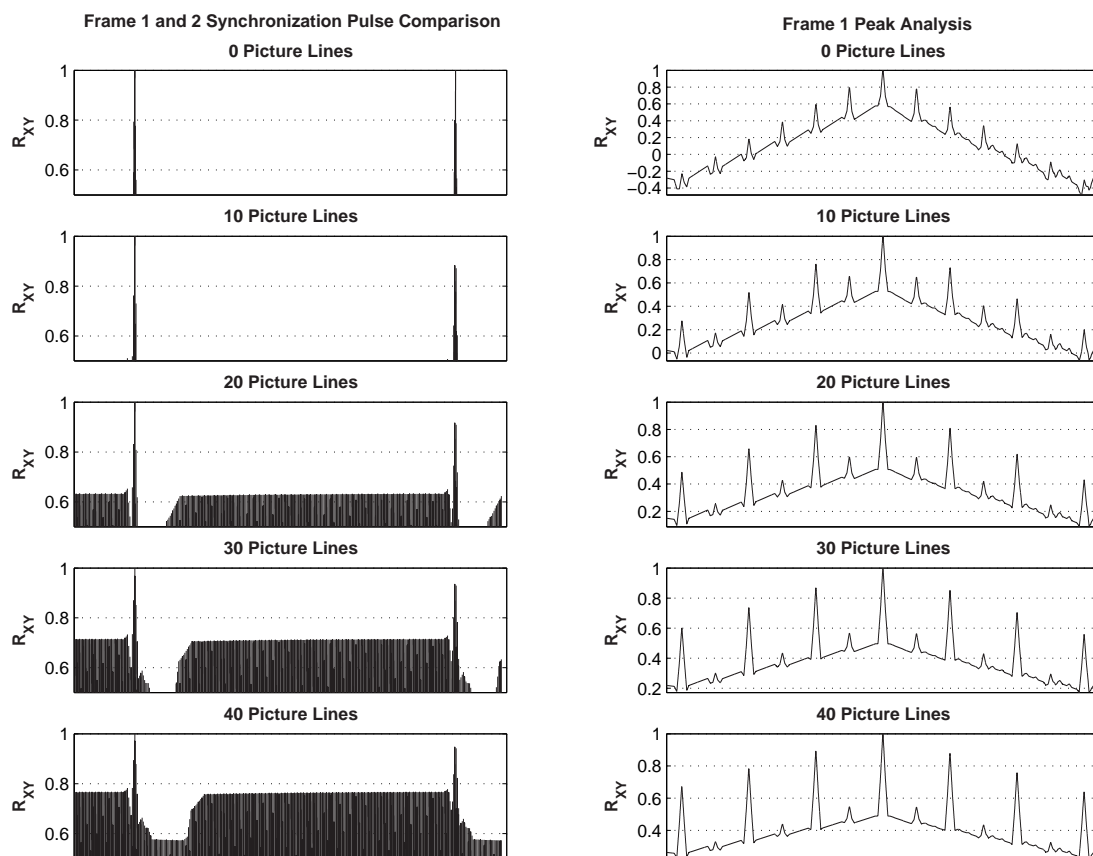 Frame 1 and 2 Synchronization Pulse Comparison
0 Picture Lines
1
0.8
0.6
R_XY
10 Picture Lines
1
0.8
0.6
R_XY
20 Picture Lines
1
0.8
0.6
R_XY
30 Picture Lines
1
0.8
0.6
R_XY
40 Picture Lines
1
0.8
0.6
R_XY
Frame 1 Peak Analysis
0 Picture Lines
1
0.8
0.6
0.4
0.2
0
−0.2
−0.4
R_XY
10 Picture Lines
1
0.8
0.6
0.4
0.2
0
R_XY
20 Picture Lines
1
0.8
0.6
0.4
0.2
R_XY
30 Picture Lines
1
0.8
0.6
0.4
0.2
R_XY
40 Picture Lines
1
0.8
0.6
0.4
R_XY